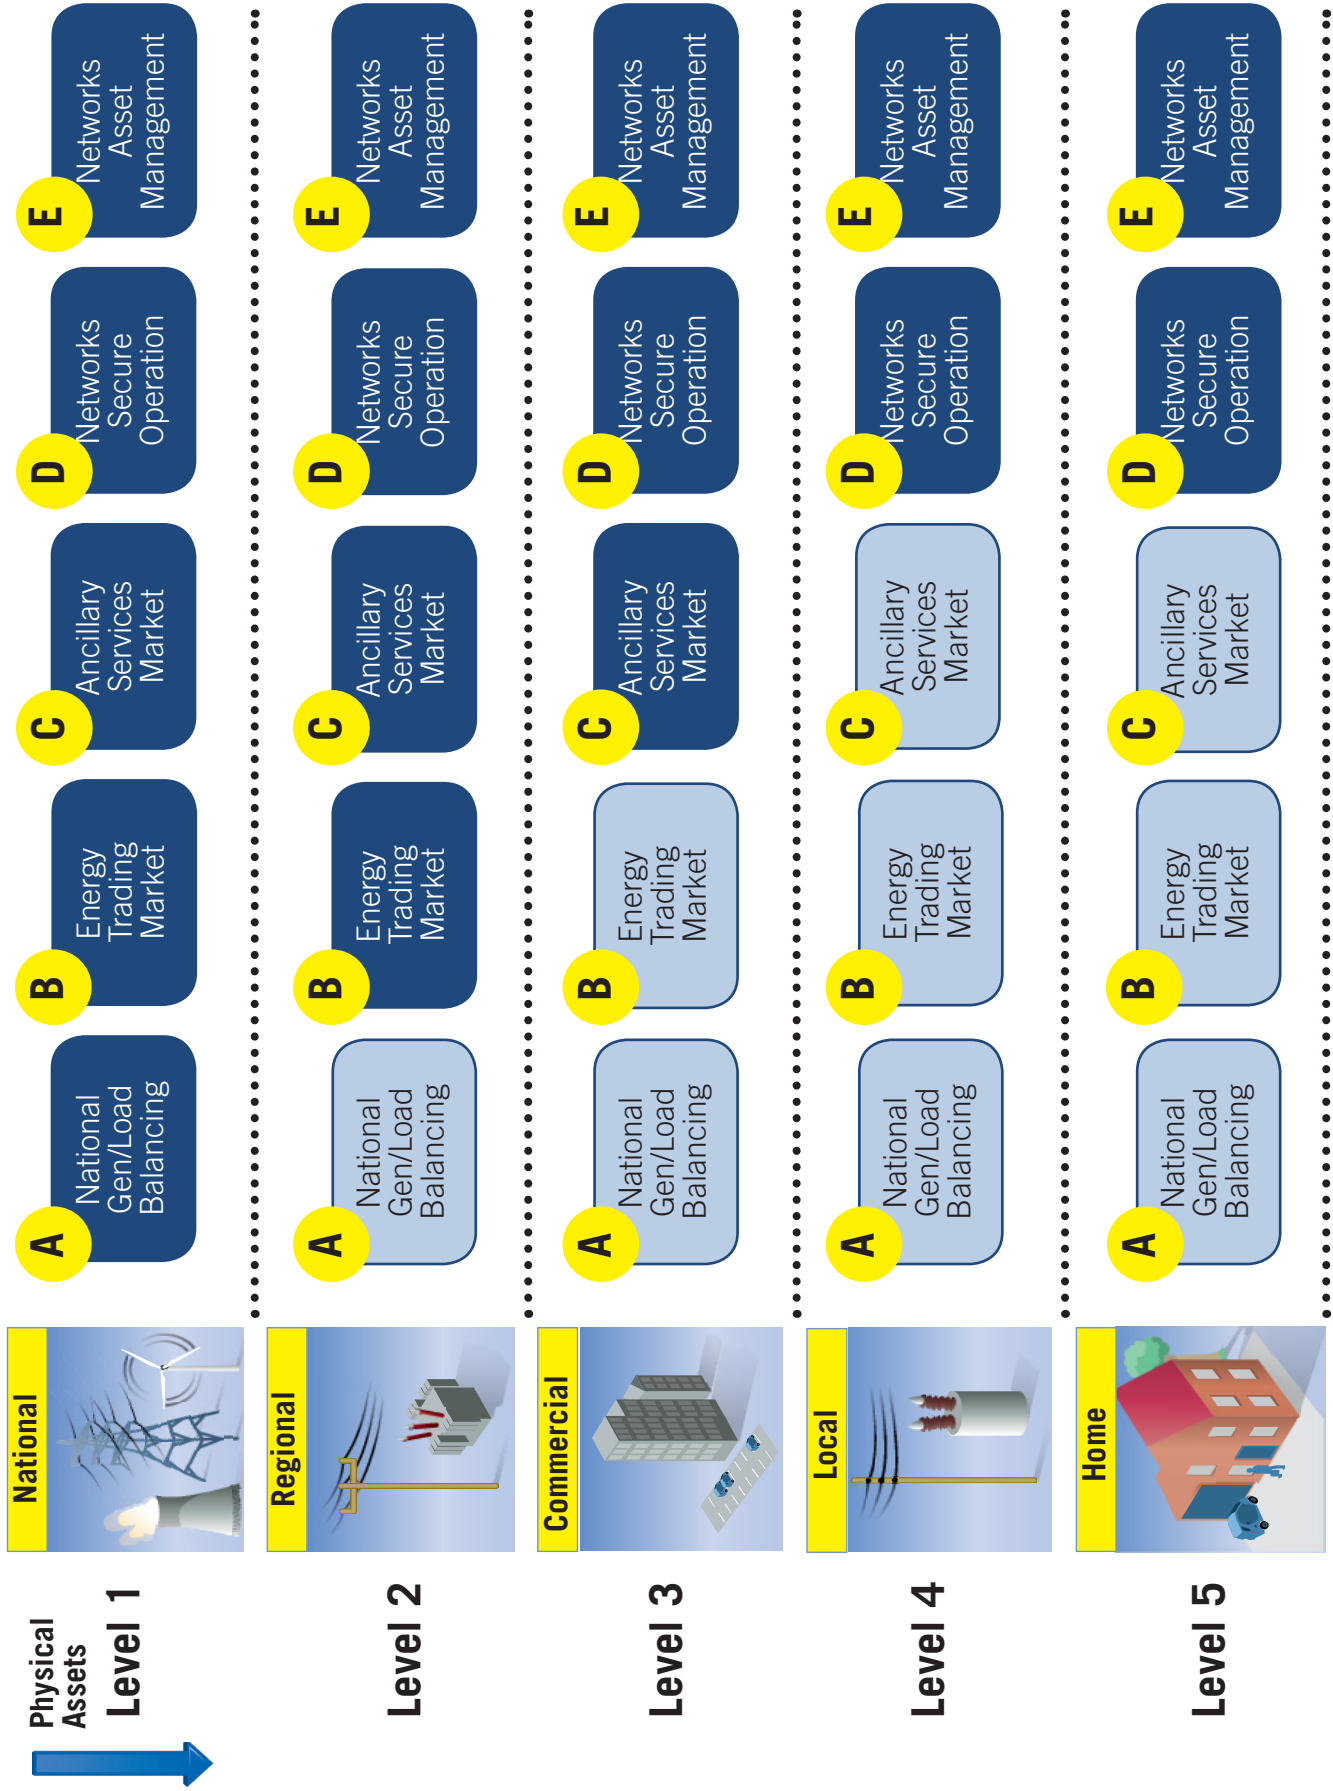 Physical
Assets
Level 1
National
A
National
Gen/Load
Balancing
B
Energy
Trading
Market
C
Ancillary
Services
Market
D
Networks
Secure
Operation
E
Networks
Asset
Management
Level 2
Regional
A
National
Gen/Load
Balancing
B
Energy
Trading
Market
C
Ancillary
Services
Market
D
Networks
Secure
Operation
E
Networks
Asset
Management
Level 3
Commercial
A
National
Gen/Load
Balancing
B
Energy
Trading
Market
C
Ancillary
Services
Market
D
Networks
Secure
Operation
E
Networks
Asset
Management
Level 4
Local
A
National
Gen/Load
Balancing
B
Energy
Trading
Market
C
Ancillary
Services
Market
D
Networks
Secure
Operation
E
Networks
Asset
Management
Level 5
Home
A
National
Gen/Load
Balancing
B
Energy
Trading
Market
C
Ancillary
Services
Market
D
Networks
Secure
Operation
E
Networks
Asset
Management